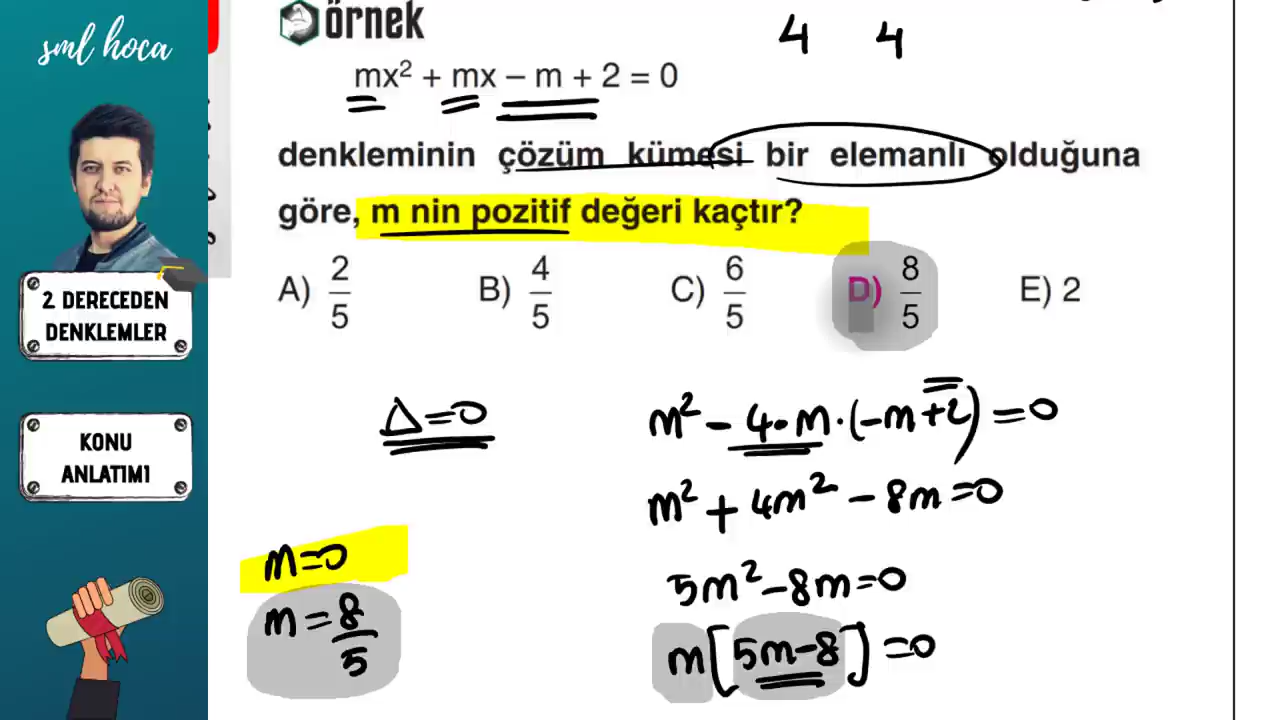 sml hoca
2 DERECEDEN
DENKLEMLER
KONU
ANLATIMI
örnek
4 4
mx² + mx – m + 2 = 0
denkleminin çözüm kümesi bir elemanlı olduğuna
göre, m nin pozitif değeri kaçtır?
A) 2/5 B) 4/5 C) 6/5 D) 8/5 E) 2
Δ=0
m² - 4·m·(-m+2)=0
m² + 4m² - 8m=0
5m²-8m=0
m[5m-8]=0
m=0
m=8/5